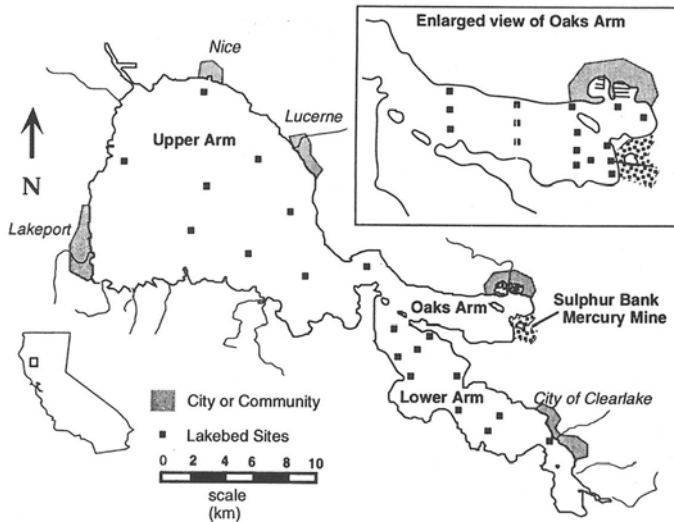 Enlarged view of Oaks Arm
Nice
Lucerne
Upper Arm
N
Lakeport
Oaks Arm
Sulphur Bank
Mercury Mine
Lower Arm
City of Clearlake
City or Community
Lakebed Sites
0 2 4 6 8 10
scale
(km)